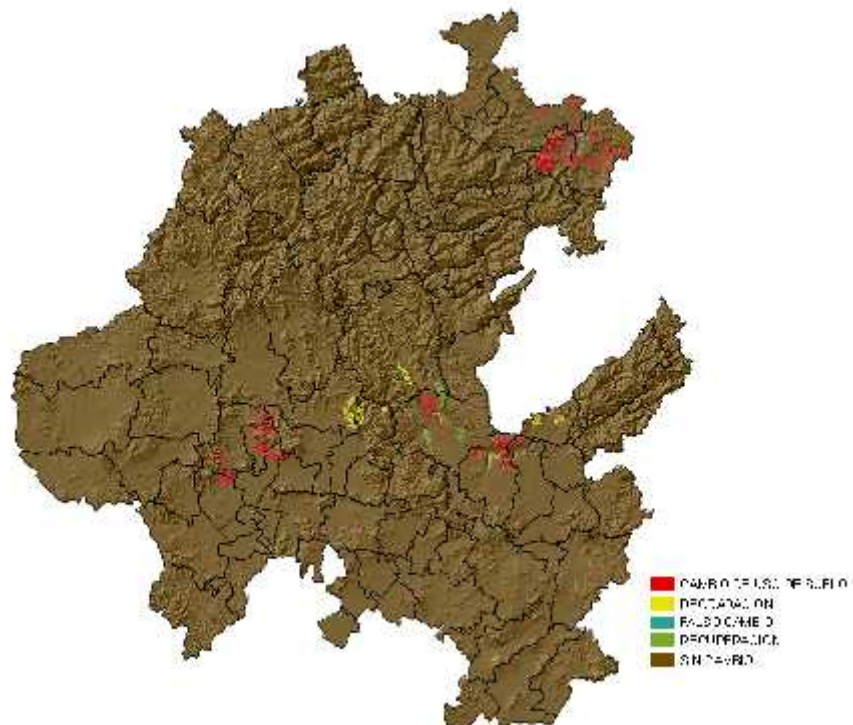 CAMBIO DE USO DE SUELO
DEGRADACION
FALSO CAMBIO
RECUPERACION
SIN CAMBIO